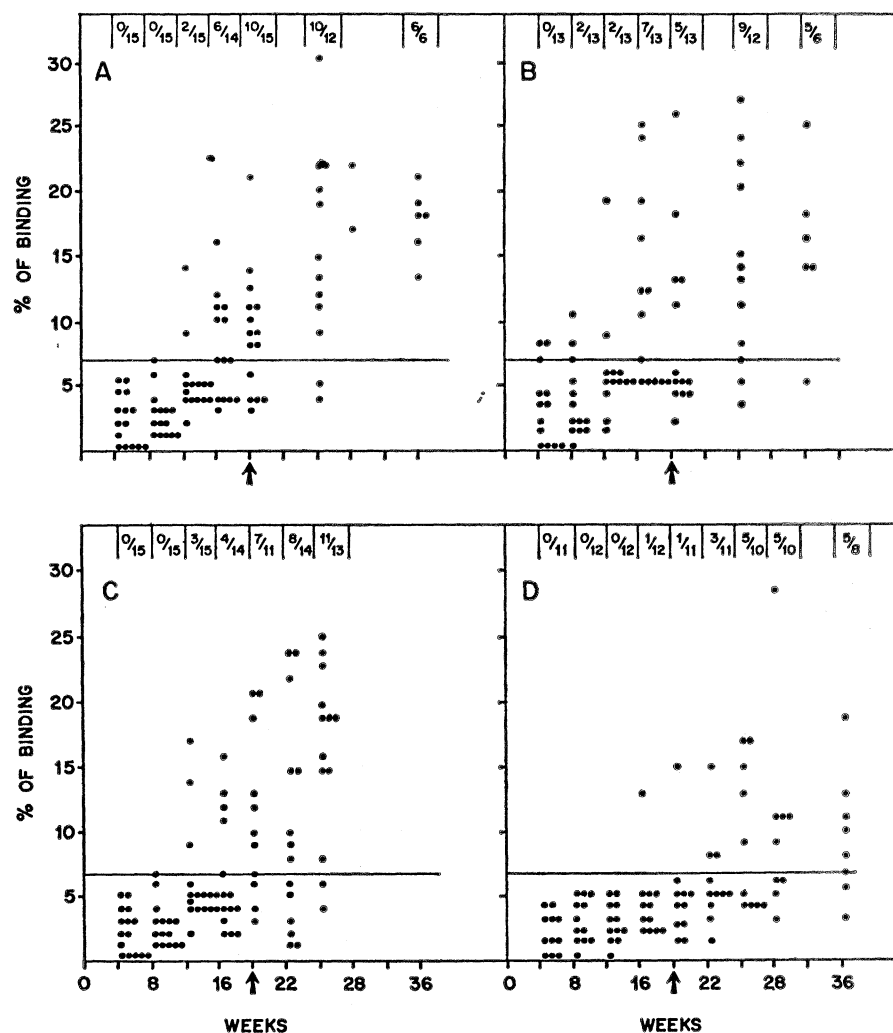 0/15 0/15 2/15 6/14 10/15 10/12 6/6
A
30
25
20
15
10
5
% OF BINDING
0/13 2/13 2/13 7/13 5/13 9/12 5/6
B
0/15 0/15 3/15 4/14 7/11 8/14 11/13
C
30
25
20
15
10
5
% OF BINDING
0 8 16 22 28 36
WEEKS
0/11 0/12 0/12 1/12 1/11 3/11 5/10 5/10 5/8
D
0 8 16 22 28 36
WEEKS